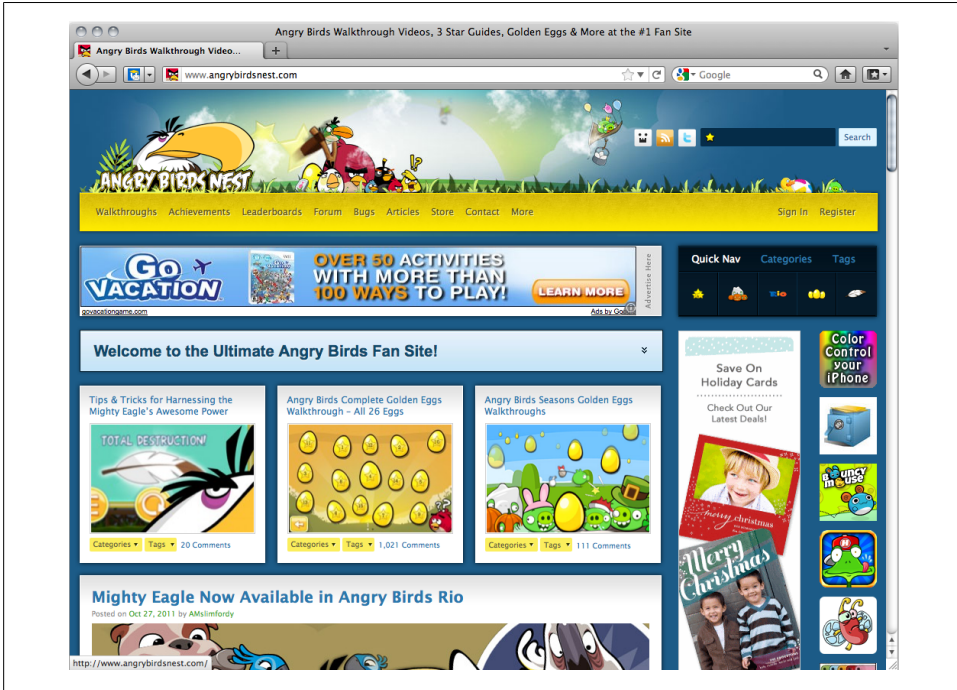 Angry Birds Walkthrough Videos, 3 Star Guides, Golden Eggs & More at the #1 Fan Site
Angry Birds Walkthrough Video...
www.angrybirdsnest.com
Google
ANGRY BIRDS NEST
Search
Walkthroughs Achievements Leaderboards Forum Bugs Articles Store Contact More
Sign In Register
GO VACATION
OVER 50 ACTIVITIES
WITH MORE THAN
100 WAYS TO PLAY!
LEARN MORE
Advertise Here
govacationgame.com
Ads by Goo
Quick Nav Categories Tags
Rio
Welcome to the Ultimate Angry Birds Fan Site!
Tips & Tricks for Harnessing the
Mighty Eagle's Awesome Power
TOTAL DESTRUCTION!
Categories Tags 20 Comments
Angry Birds Complete Golden Eggs
Walkthrough – All 26 Eggs
Categories Tags 1,021 Comments
Angry Birds Seasons Golden Egg
Walkthroughs
Categories Tags 111 Comments
Save On
Holiday Cards
Check Out Our
Latest Deals!
merry christmas
Merry
Christmas
Color
Control
your
iPhone
Bouncy
Mouse
H
Mighty Eagle Now Available in Angry Birds Rio
Posted on Oct 27, 2011 by AMslimfordy
http://www.angrybirdsnest.com/